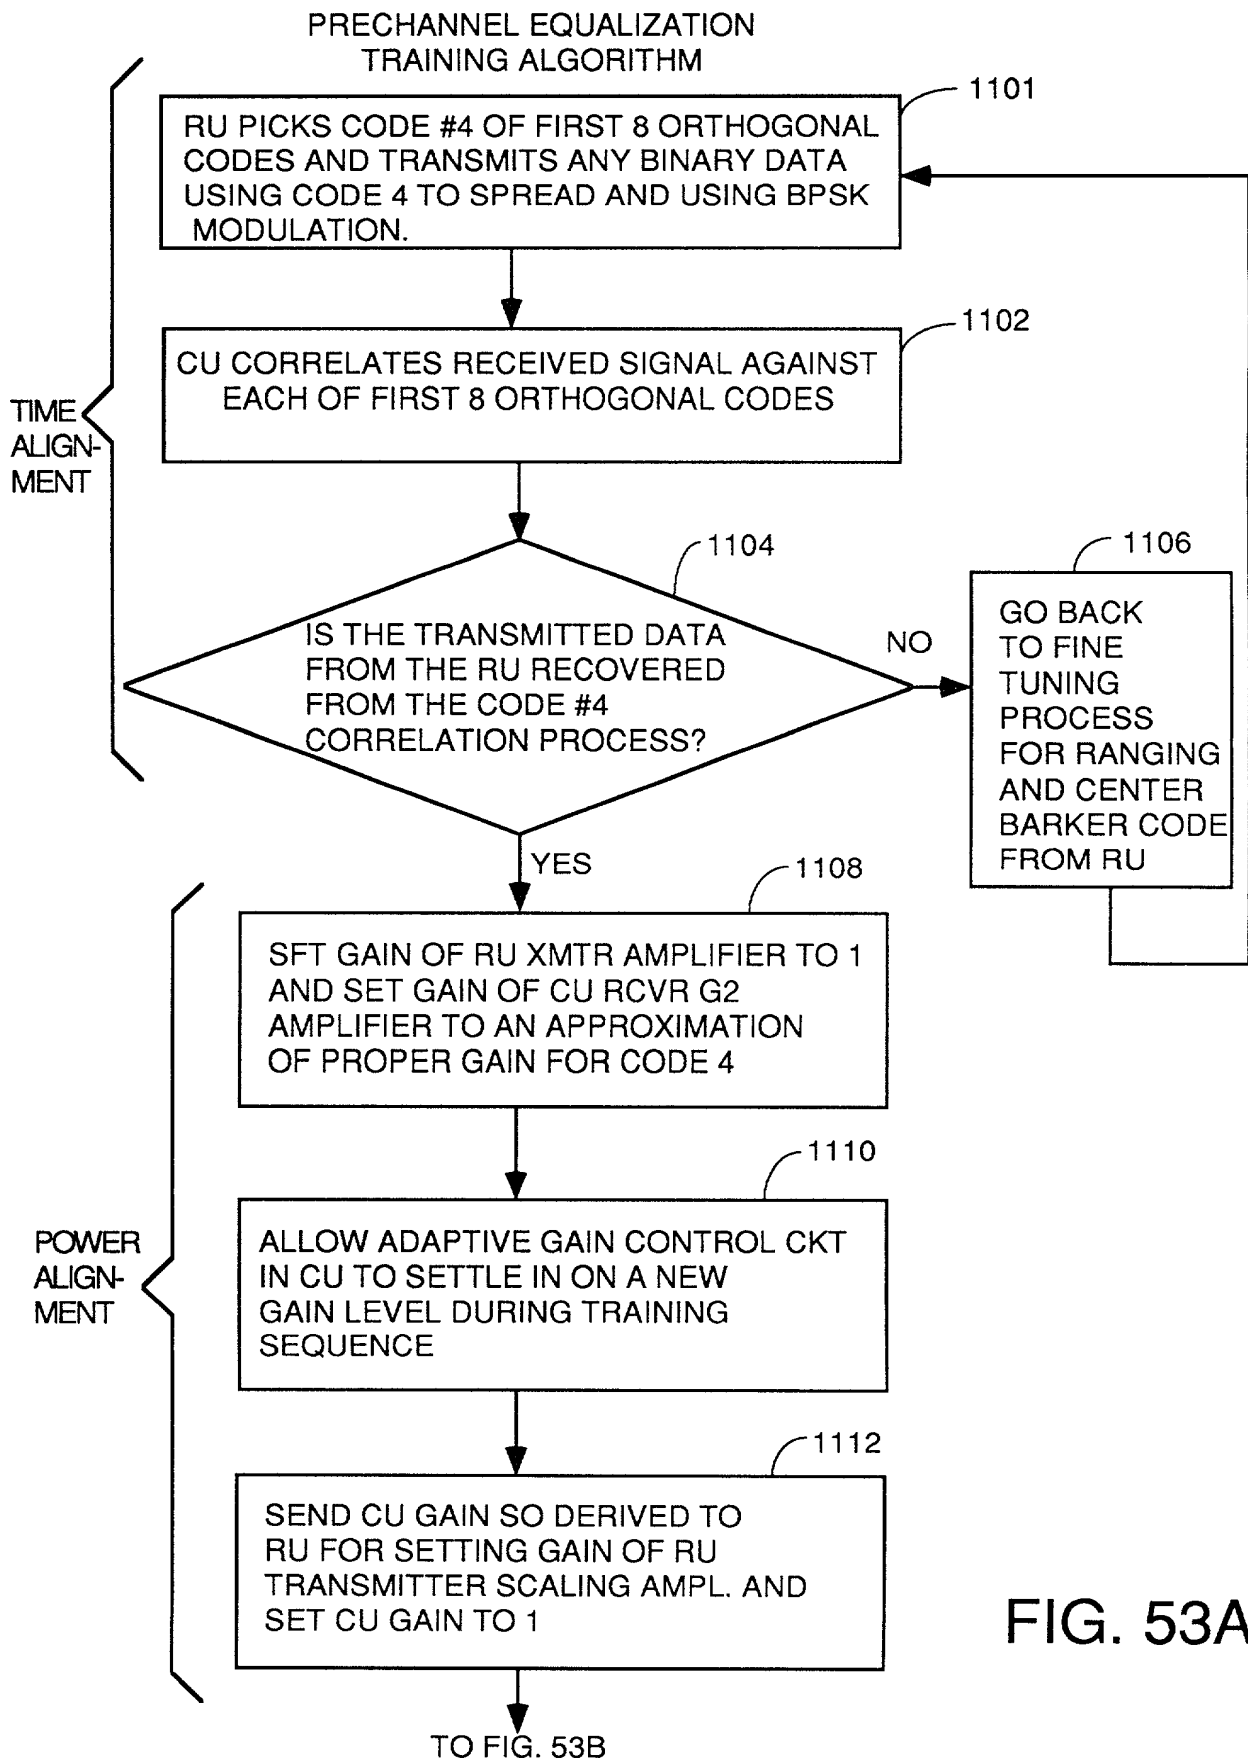 PRECHANNEL EQUALIZATION
TRAINING ALGORITHM
1101
RU PICKS CODE #4 OF FIRST 8 ORTHOGONAL
CODES AND TRANSMITS ANY BINARY DATA
USING CODE 4 TO SPREAD AND USING BPSK
MODULATION.
1102
CU CORRELATES RECEIVED SIGNAL AGAINST
EACH OF FIRST 8 ORTHOGONAL CODES
TIME
ALIGN-
MENT
1104
IS THE TRANSMITTED DATA
FROM THE RU RECOVERED
FROM THE CODE #4
CORRELATION PROCESS?
NO
1106
GO BACK
TO FINE
TUNING
PROCESS
FOR RANGING
AND CENTER
BARKER CODE
FROM RU
YES
1108
SFT GAIN OF RU XMTR AMPLIFIER TO 1
AND SET GAIN OF CU RCVR G2
AMPLIFIER TO AN APPROXIMATION
OF PROPER GAIN FOR CODE 4
1110
ALLOW ADAPTIVE GAIN CONTROL CKT
IN CU TO SETTLE IN ON A NEW
GAIN LEVEL DURING TRAINING
SEQUENCE
POWER
ALIGN-
MENT
1112
SEND CU GAIN SO DERIVED TO
RU FOR SETTING GAIN OF RU
TRANSMITTER SCALING AMPL. AND
SET CU GAIN TO 1
FIG. 53A
TO FIG. 53B